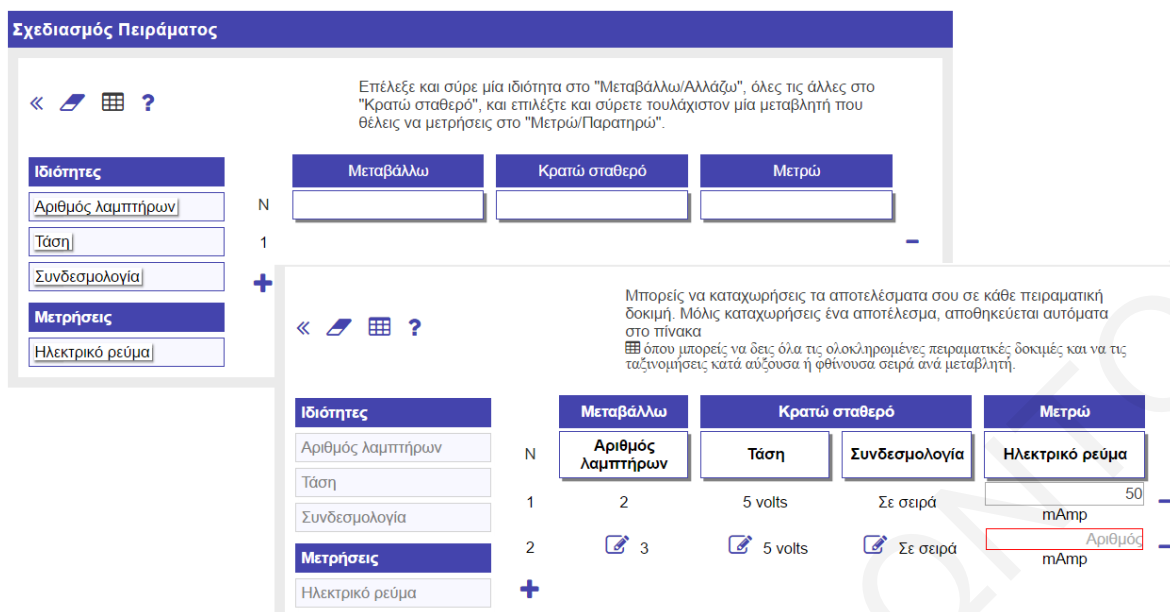 Σχεδιασμός Πειράματος
Επέλεξε και σύρε μία ιδιότητα στο "Μεταβάλλω/Αλλάζω", όλες τις άλλες στο
"Κρατώ σταθερό", και επιλέξτε και σύρετε τουλάχιστον μία μεταβλητή που
θέλεις να μετρήσεις στο "Μετρώ/Παρατηρώ".
« ?
Ιδιότητες
Μεταβάλλω Κρατώ σταθερό Μετρώ
Αριθμός λαμπτήρων N
Τάση 1
Συνδεσμολογία
Μετρήσεις
Ηλεκτρικό ρεύμα
Μπορείς να καταχωρήσεις τα αποτελέσματα σου σε κάθε πειραματική
δοκιμή. Μόλις καταχωρήσεις ένα αποτέλεσμα, αποθηκεύεται αυτόματα
στο πίνακα
όπου μπορείς να δεις όλα τις ολοκληρωμένες πειραματικές δοκιμές και να τις
ταξινομήσεις κατά αύξουσα ή φθίνουσα σειρά ανά μεταβλητή.
« ?
Ιδιότητες
Μεταβάλλω Κρατώ σταθερό Μετρώ
Αριθμός λαμπτήρων
Τάση
Συνδεσμολογία
Μετρήσεις
Ηλεκτρικό ρεύμα
N Αριθμός
λαμπτήρων Τάση Συνδεσμολογία Ηλεκτρικό ρεύμα
1 2 5 volts Σε σειρά 50
mAmp
2 3 5 volts Σε σειρά Αριθμός
mAmp